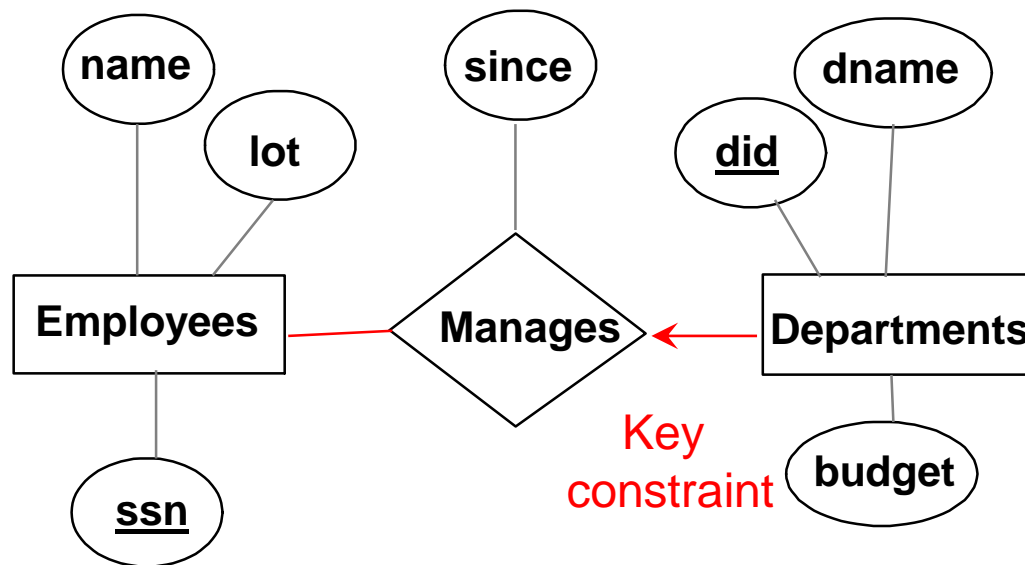 name
since
dname
lot
did
Employees
Manages
Departments
Key
constraint
budget
ssn